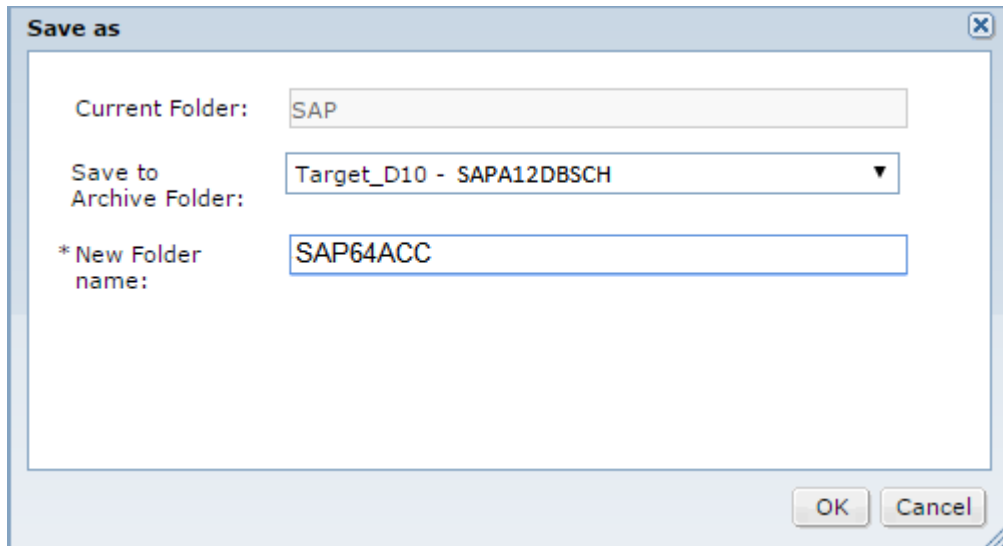 Save as
Current Folder:
SAP
Save to
Archive Folder:
Target_D10 - SAPA12DBSCH
* New Folder
name:
SAP64ACC
OK
Cancel